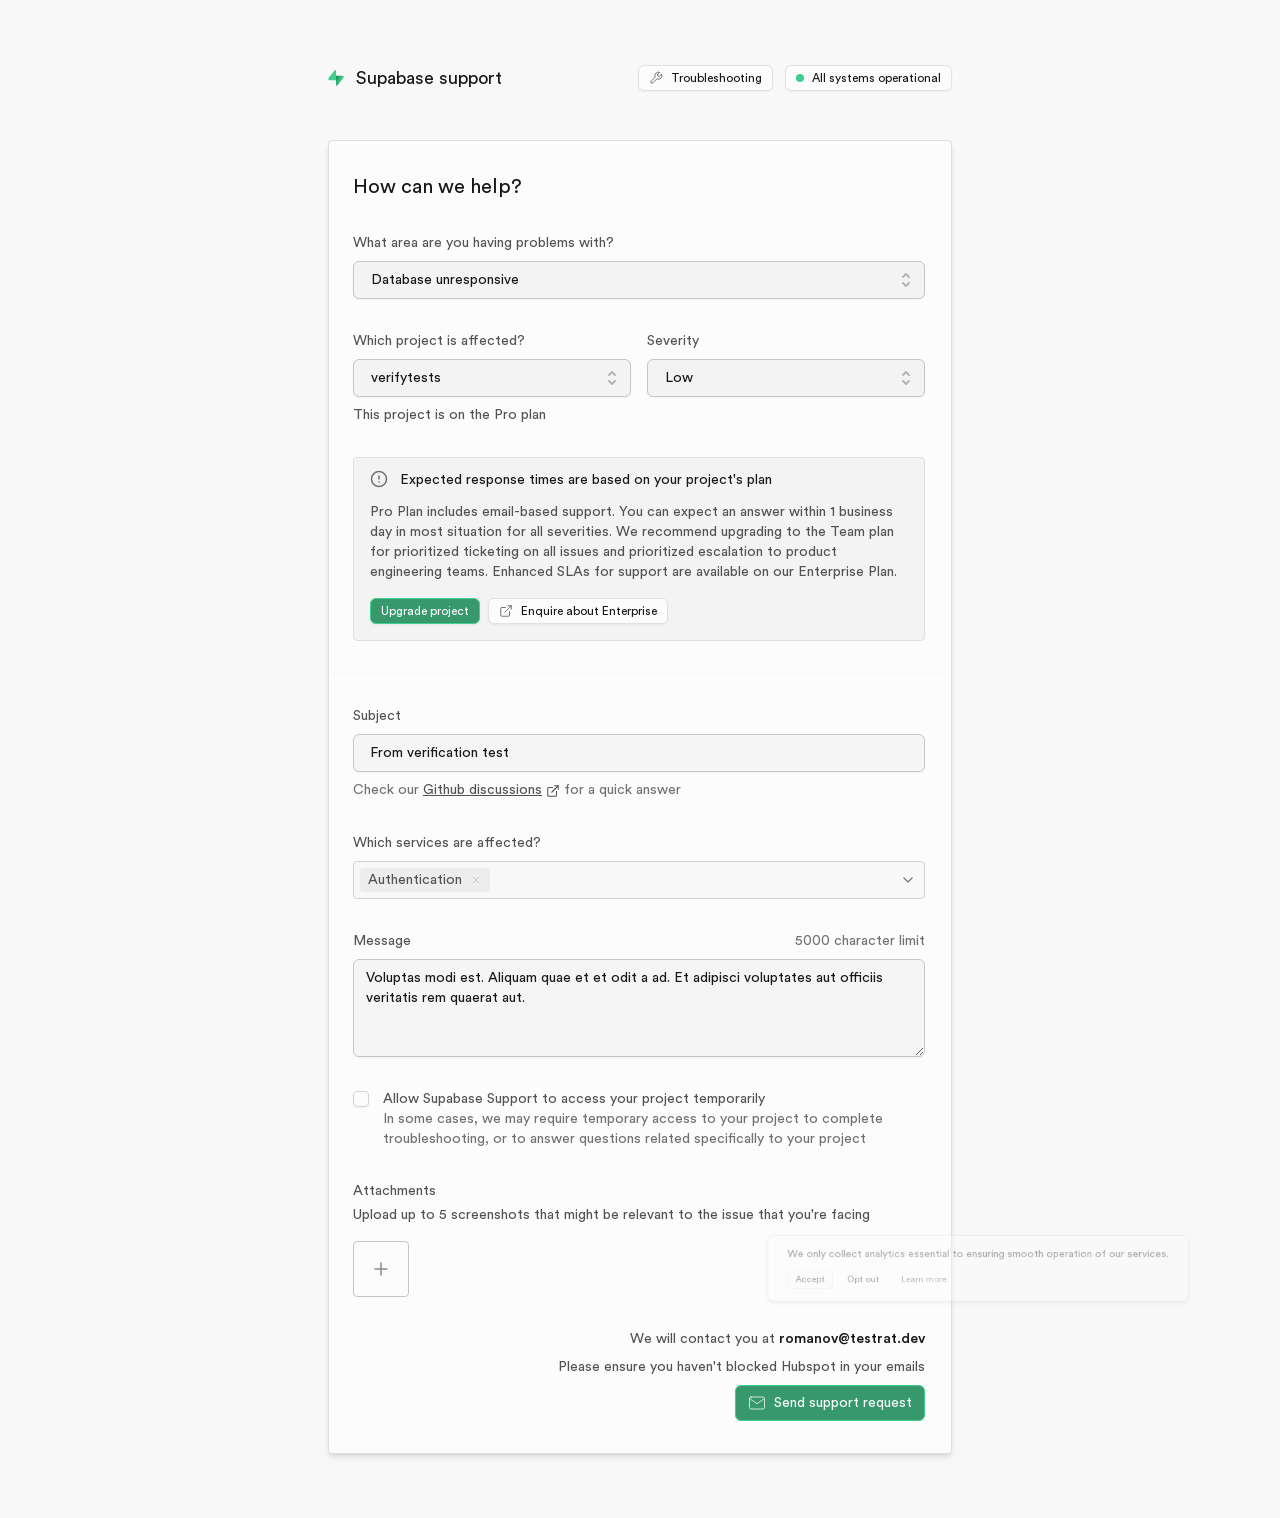 Supabase support
Troubleshooting
All systems operational
How can we help?
What area are you having problems with?
Database unresponsive
Which project is affected?
Severity
verifytests
Low
This project is on the Pro plan
Expected response times are based on your project's plan
Pro Plan includes email-based support. You can expect an answer within 1 business
day in most situation for all severities. We recommend upgrading to the Team plan
for prioritized ticketing on all issues and prioritized escalation to product
engineering teams. Enhanced SLAs for support are available on our Enterprise Plan.
Upgrade project
Enquire about Enterprise
Subject
From verification test
Check our Github discussions for a quick answer
Which services are affected?
Authentication
Message
5000 character limit
Voluptas modi est. Aliquam quae et et odit a ad. Et adipisci voluptates aut officiis
veritatis rem quaerat aut.
Allow Supabase Support to access your project temporarily
In some cases, we may require temporary access to your project to complete
troubleshooting, or to answer questions related specifically to your project
Attachments
Upload up to 5 screenshots that might be relevant to the issue that you're facing
We only collect analytics essential to ensuring smooth operation of our services.
Accept
Opt out
Learn more
We will contact you at romanov@testrat.dev
Please ensure you haven't blocked Hubspot in your emails
Send support request